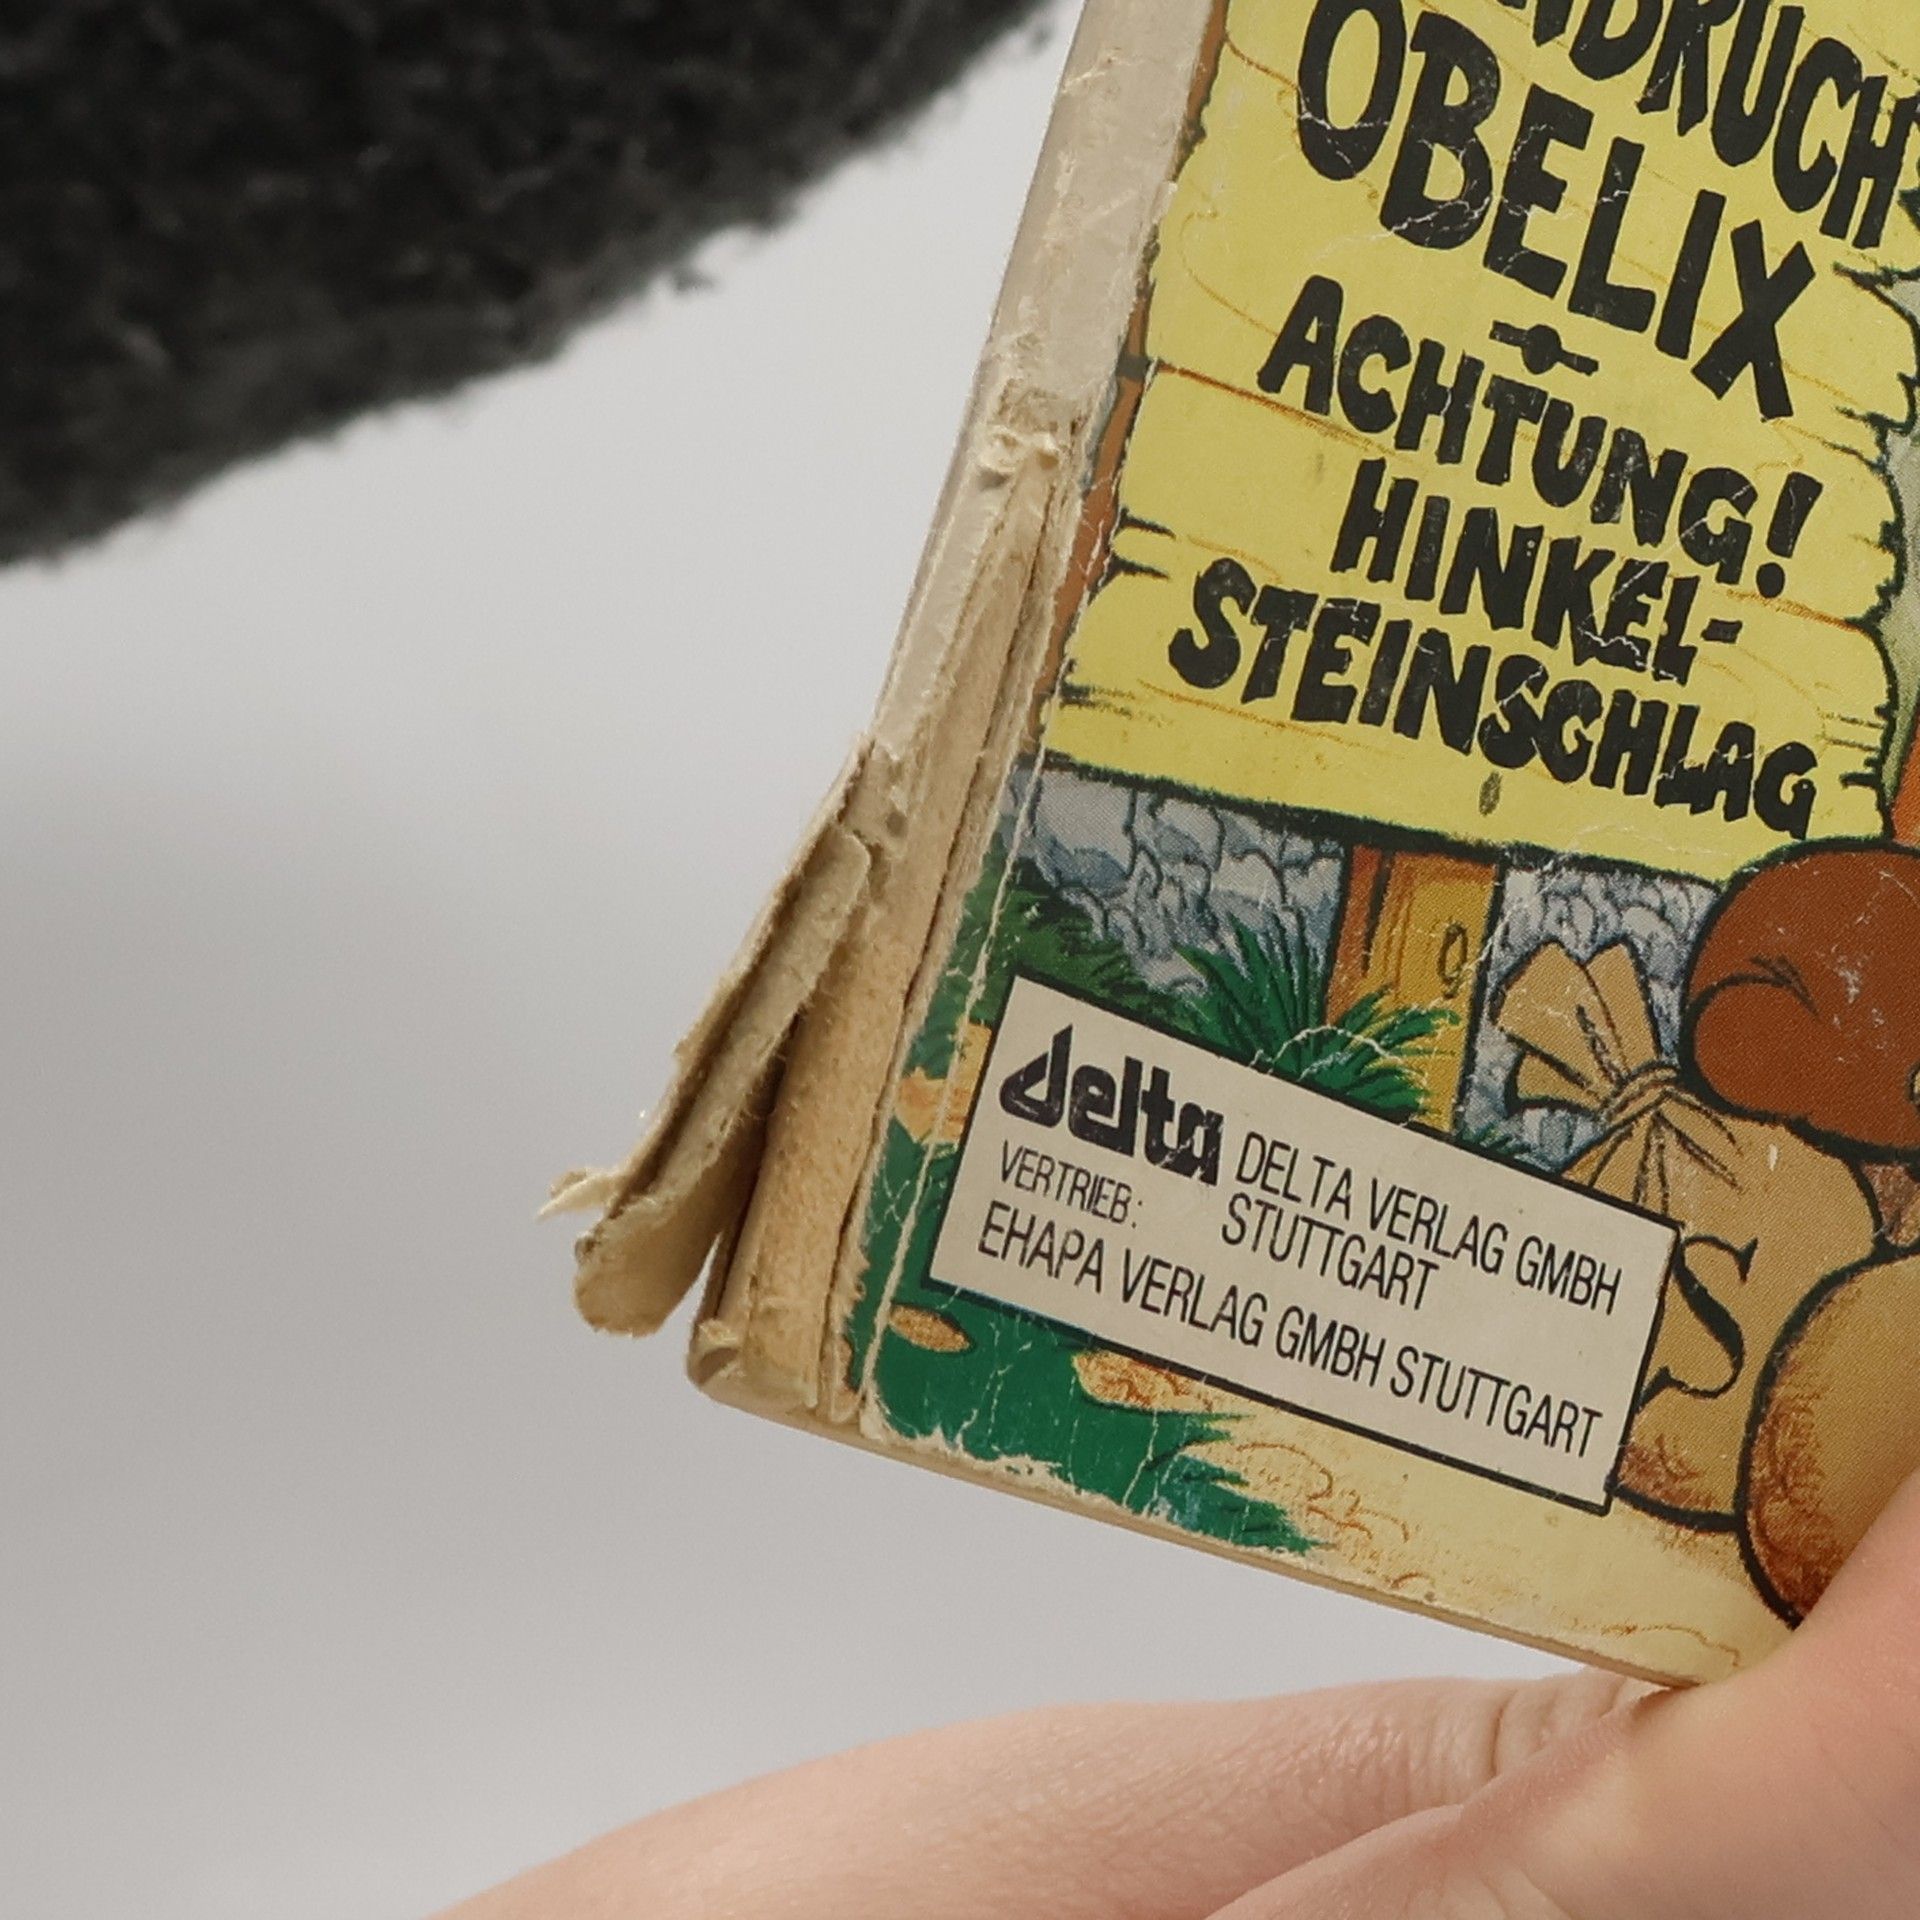 OBELIX
ACHTUNG!
HINKEL-
STEINSCHLAG
delta DELTA VERLAG GMBH
STUTTGART
VERTRIEB:
EHAPA VERLAG GMBH STUTTGART
S